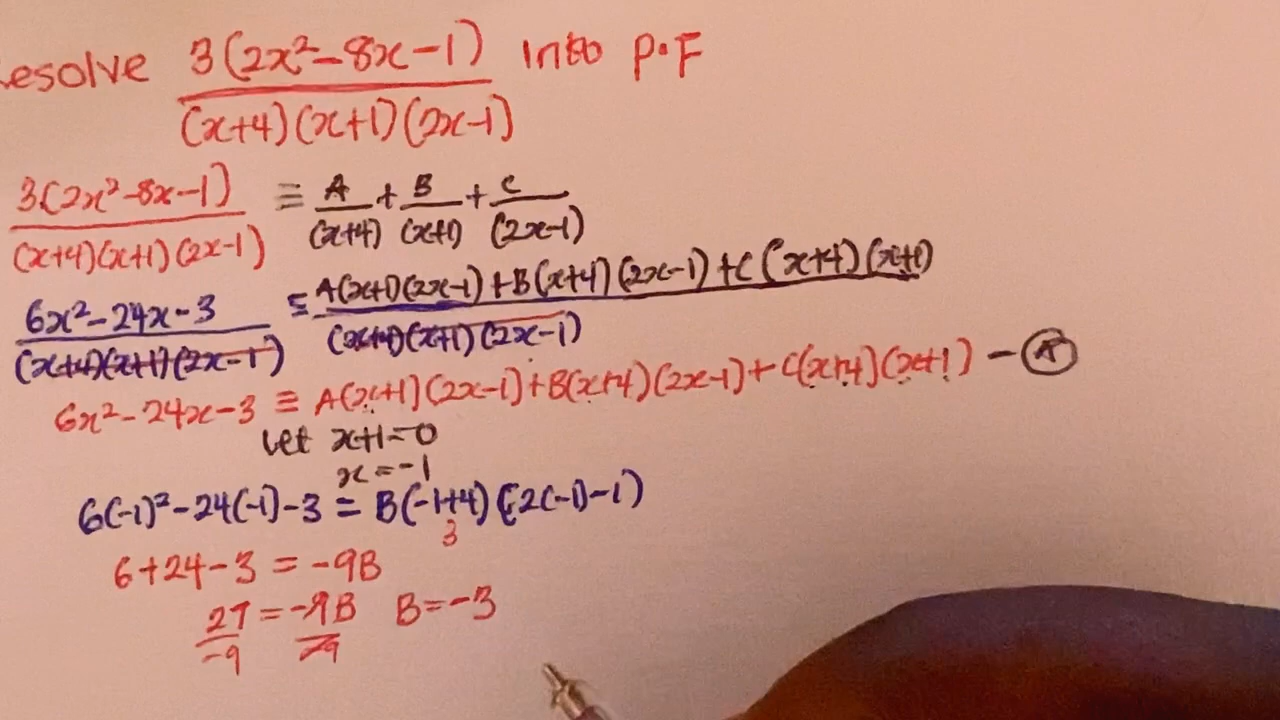 esolve 3(2x²-8x-1) into P.F
(x+4)(x+1)(2x-1)
3(2x²-8x-1) ≡ A + B + C
(x+4)(x+1)(2x-1) (x+4) (x+1) (2x-1)
6x²-24x-3 ≡ A(x+1)(2x-1)+B(x+4)(2x-1)+C(x+4)(x+1)
(x+4)(x+1)(2x-1) (x+4)(x+1)(2x-1)
6x²-24x-3 ≡ A(x+1)(2x-1)+B(x+4)(2x-1)+C(x+4)(x+1) - (*)
Let x+1=0
x=-1
6(-1)²-24(-1)-3 = B(-1+4)(2(-1)-1)
3
6+24-3 = -9B
27 = -9B B=-3
-9 -9